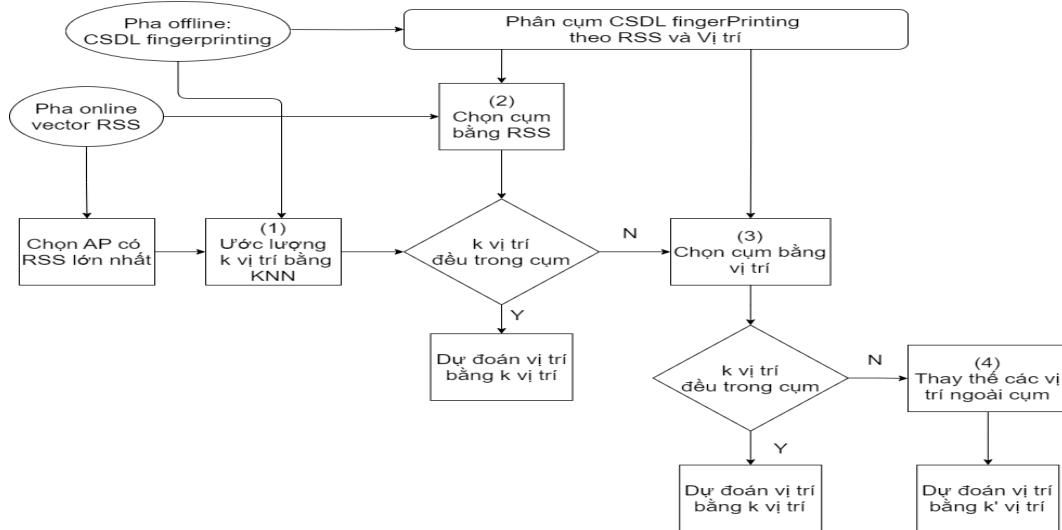 Pha offline:
CSDL fingerprinting
Phân cụm CSDL fingerPrinting
theo RSS và Vị trí
Pha online
vector RSS
(2)
Chọn cụm
bằng RSS
Chọn AP có
RSS lớn nhất
(1)
Ước lượng
k vị trí bằng
KNN
k vị trí
đều trong cụm
N
(3)
Chọn cụm bằng
vị trí
Y
Dự đoán vị trí
bằng k vị trí
k vị trí
đều trong cụm
N
(4)
Thay thế các vị
trí ngoài cụm
Y
Dự đoán vị trí
bằng k vị trí
Dự đoán vị trí
bằng k' vị trí